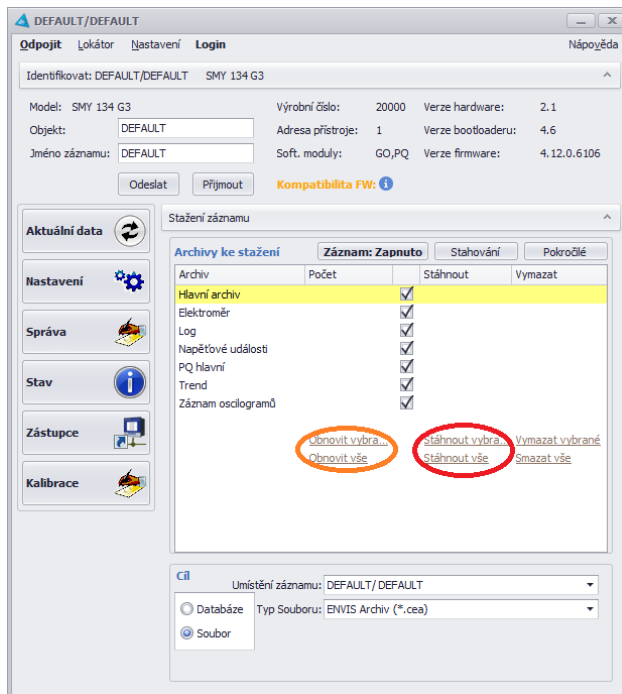 DEFAULT/DEFAULT
Odpojit Lokátor Nastavení Login Nápověda
Identifikovat: DEFAULT/DEFAULT SMY 134 G3
Model: SMY 134 G3 Výrobní číslo: 20000 Verze hardware: 2.1
Objekt: DEFAULT Adresa přístroje: 1 Verze bootloaderu: 4.6
Jméno záznamu: DEFAULT Soft. moduly: GO,PQ Verze firmware: 4.12.0.6106
Odeslat Přijmout Kompatibilita FW:
Stažení záznamu
Aktuální data
Nastavení
Správa
Stav
Zástupce
Kalibrace
Archivy ke stažení Záznam: Zapnuto Stahování Pokročilé
Archiv Počet Stáhnout Vymazat
Hlavní archiv
Elektroměr
Log
Napěťové události
PQ hlavní
Trend
Záznam oscilogramů
Obnovit vybra... Stáhnout vybra... Vymazat vybrané
Obnovit vše Stáhnout vše Smazat vše
Cíl
Umístění záznamu: DEFAULT/DEFAULT
Databáze Typ Souboru: ENVIS Archiv (*.cea)
Soubor